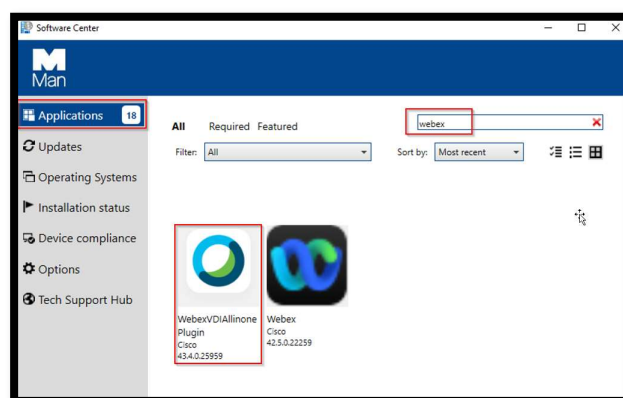 Software Center
Man
Applications 18
Updates
Operating Systems
Installation status
Device compliance
Options
Tech Support Hub
All Required Featured
webex
Filter: All
Sort by: Most recent
WebexVDIAllinone
Plugin
Cisco
43.4.0.25959
Webex
Cisco
42.5.0.22259